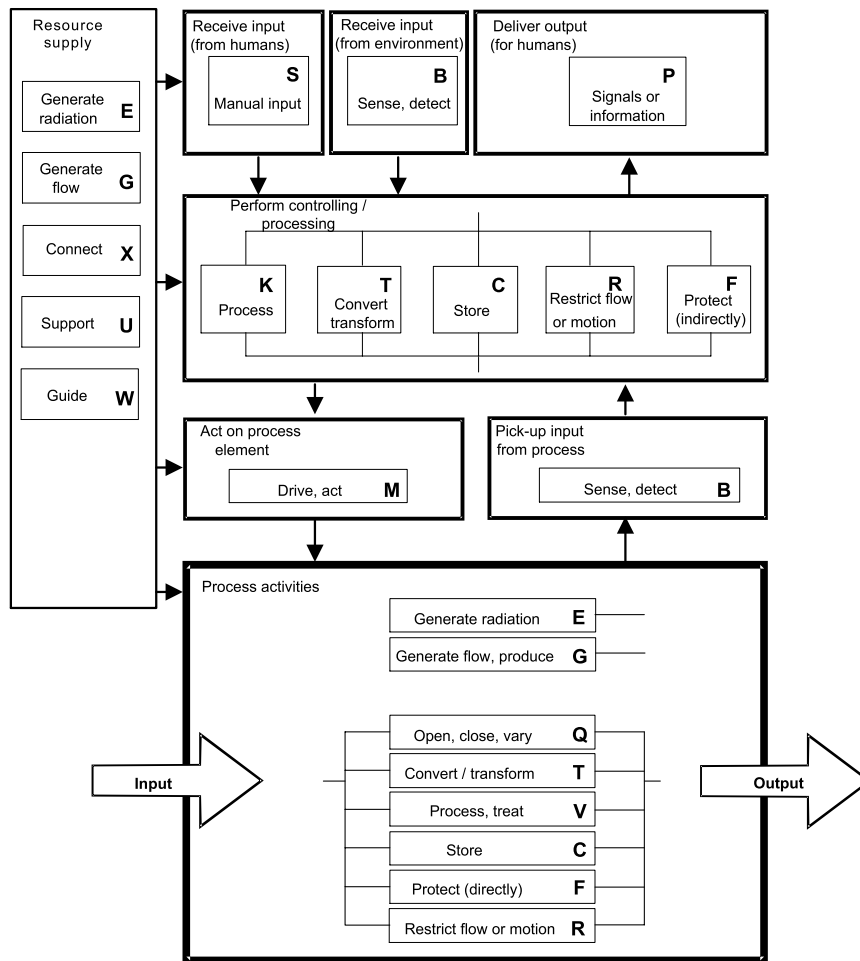 Resource
supply
Generate
radiation
E
Generate
flow
G
Connect
X
Support
U
Guide
W
Receive input
(from humans)
S
Manual input
Receive input
(from environment)
B
Sense, detect
Deliver output
(for humans)
P
Signals or
information
Perform controlling /
processing
K
Process
T
Convert
transform
C
Store
R
Restrict flow
or motion
F
Protect
(indirectly)
Act on process
element
Drive, act
M
Pick-up input
from process
Sense, detect
B
Process activities
Generate radiation
E
Generate flow, produce
G
Open, close, vary
Q
Convert / transform
T
Process, treat
V
Store
C
Protect (directly)
F
Restrict flow or motion
R
Input
Output